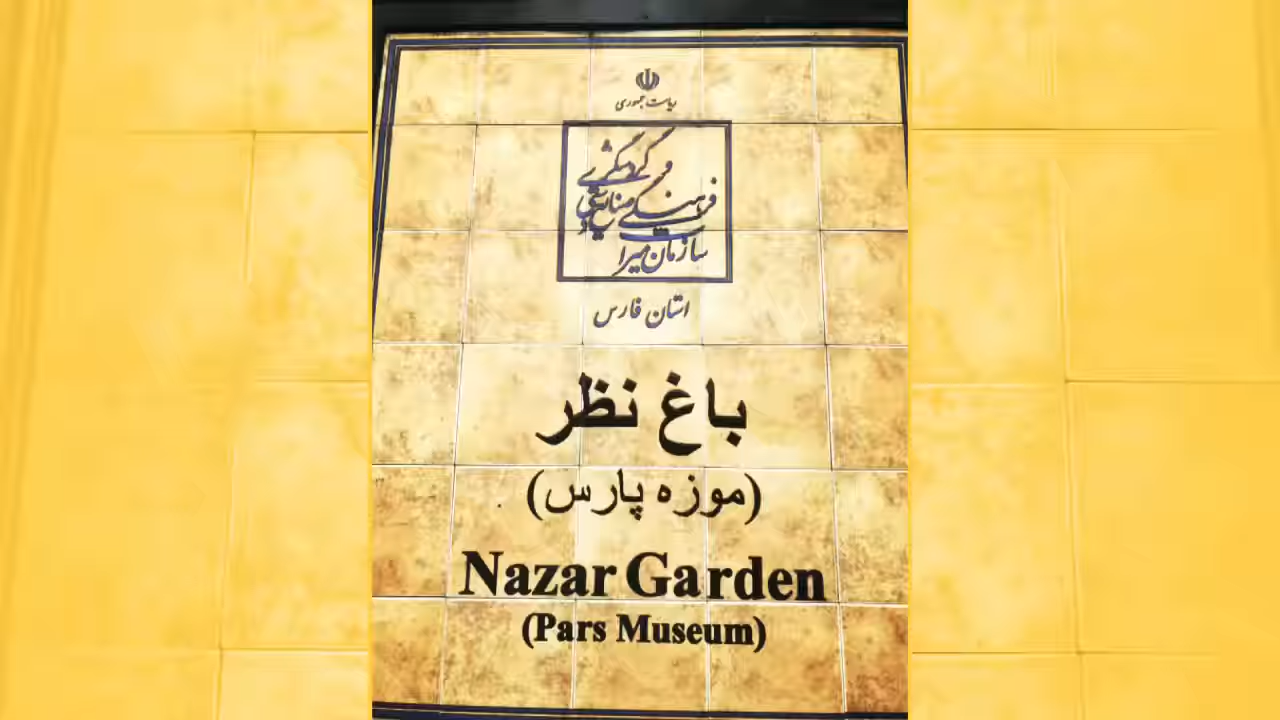 ریاست جمهوری
سازمان میراث فرهنگی صنایع دستی و گردشگری
استان فارس
باغ نظر
(موزه پارس)
Nazar Garden
(Pars Museum)